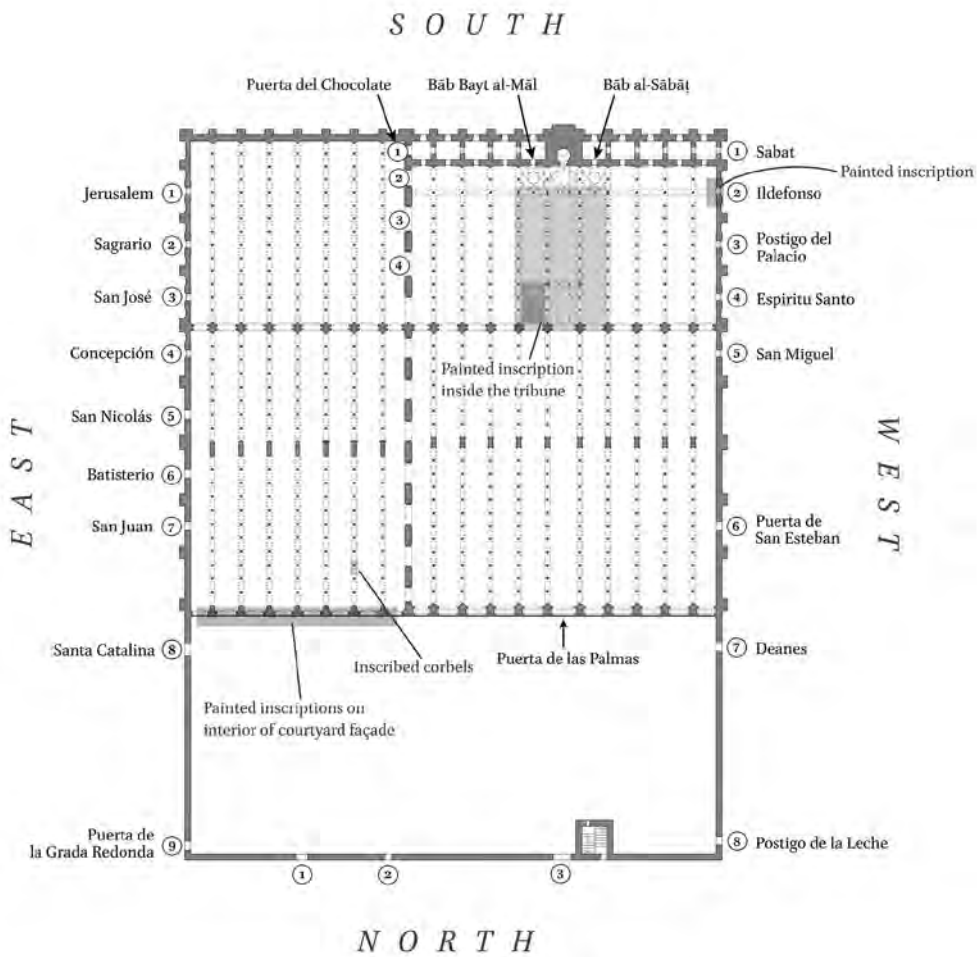 SOUTH
Puerta del Chocolate
Bāb Bayt al-Māl
Bāb al-Sābāṭ
1
1 Sabat
Painted inscription
2
Jerusalem 1
2 Ildefonso
3
Sagrario 2
3 Postigo del
Palacio
4
San José 3
4 Espiritu Santo
Concepción 4
5 San Miguel
Painted inscription
inside the tribune
San Nicolás 5
EAST
WEST
Batisterio 6
San Juan 7
6 Puerta de
San Esteban
Santa Catalina 8
Inscribed corbels
Puerta de las Palmas
7 Deanes
Painted inscriptions on
interior of courtyard façade
Puerta de
la Grada Redonda 9
8 Postigo de la Leche
1
2
3
NORTH